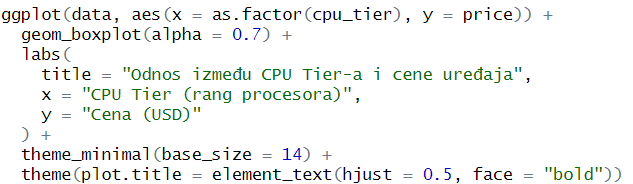 ggplot(data, aes(x = as.factor(cpu_tier), y = price)) +
  geom_boxplot(alpha = 0.7) +
  labs(
    title = "Odnos između CPU Tier-a i cene uređaja",
    x = "CPU Tier (rang procesora)",
    y = "Cena (USD)"
  ) +
  theme_minimal(base_size = 14) +
  theme(plot.title = element_text(hjust = 0.5, face = "bold"))